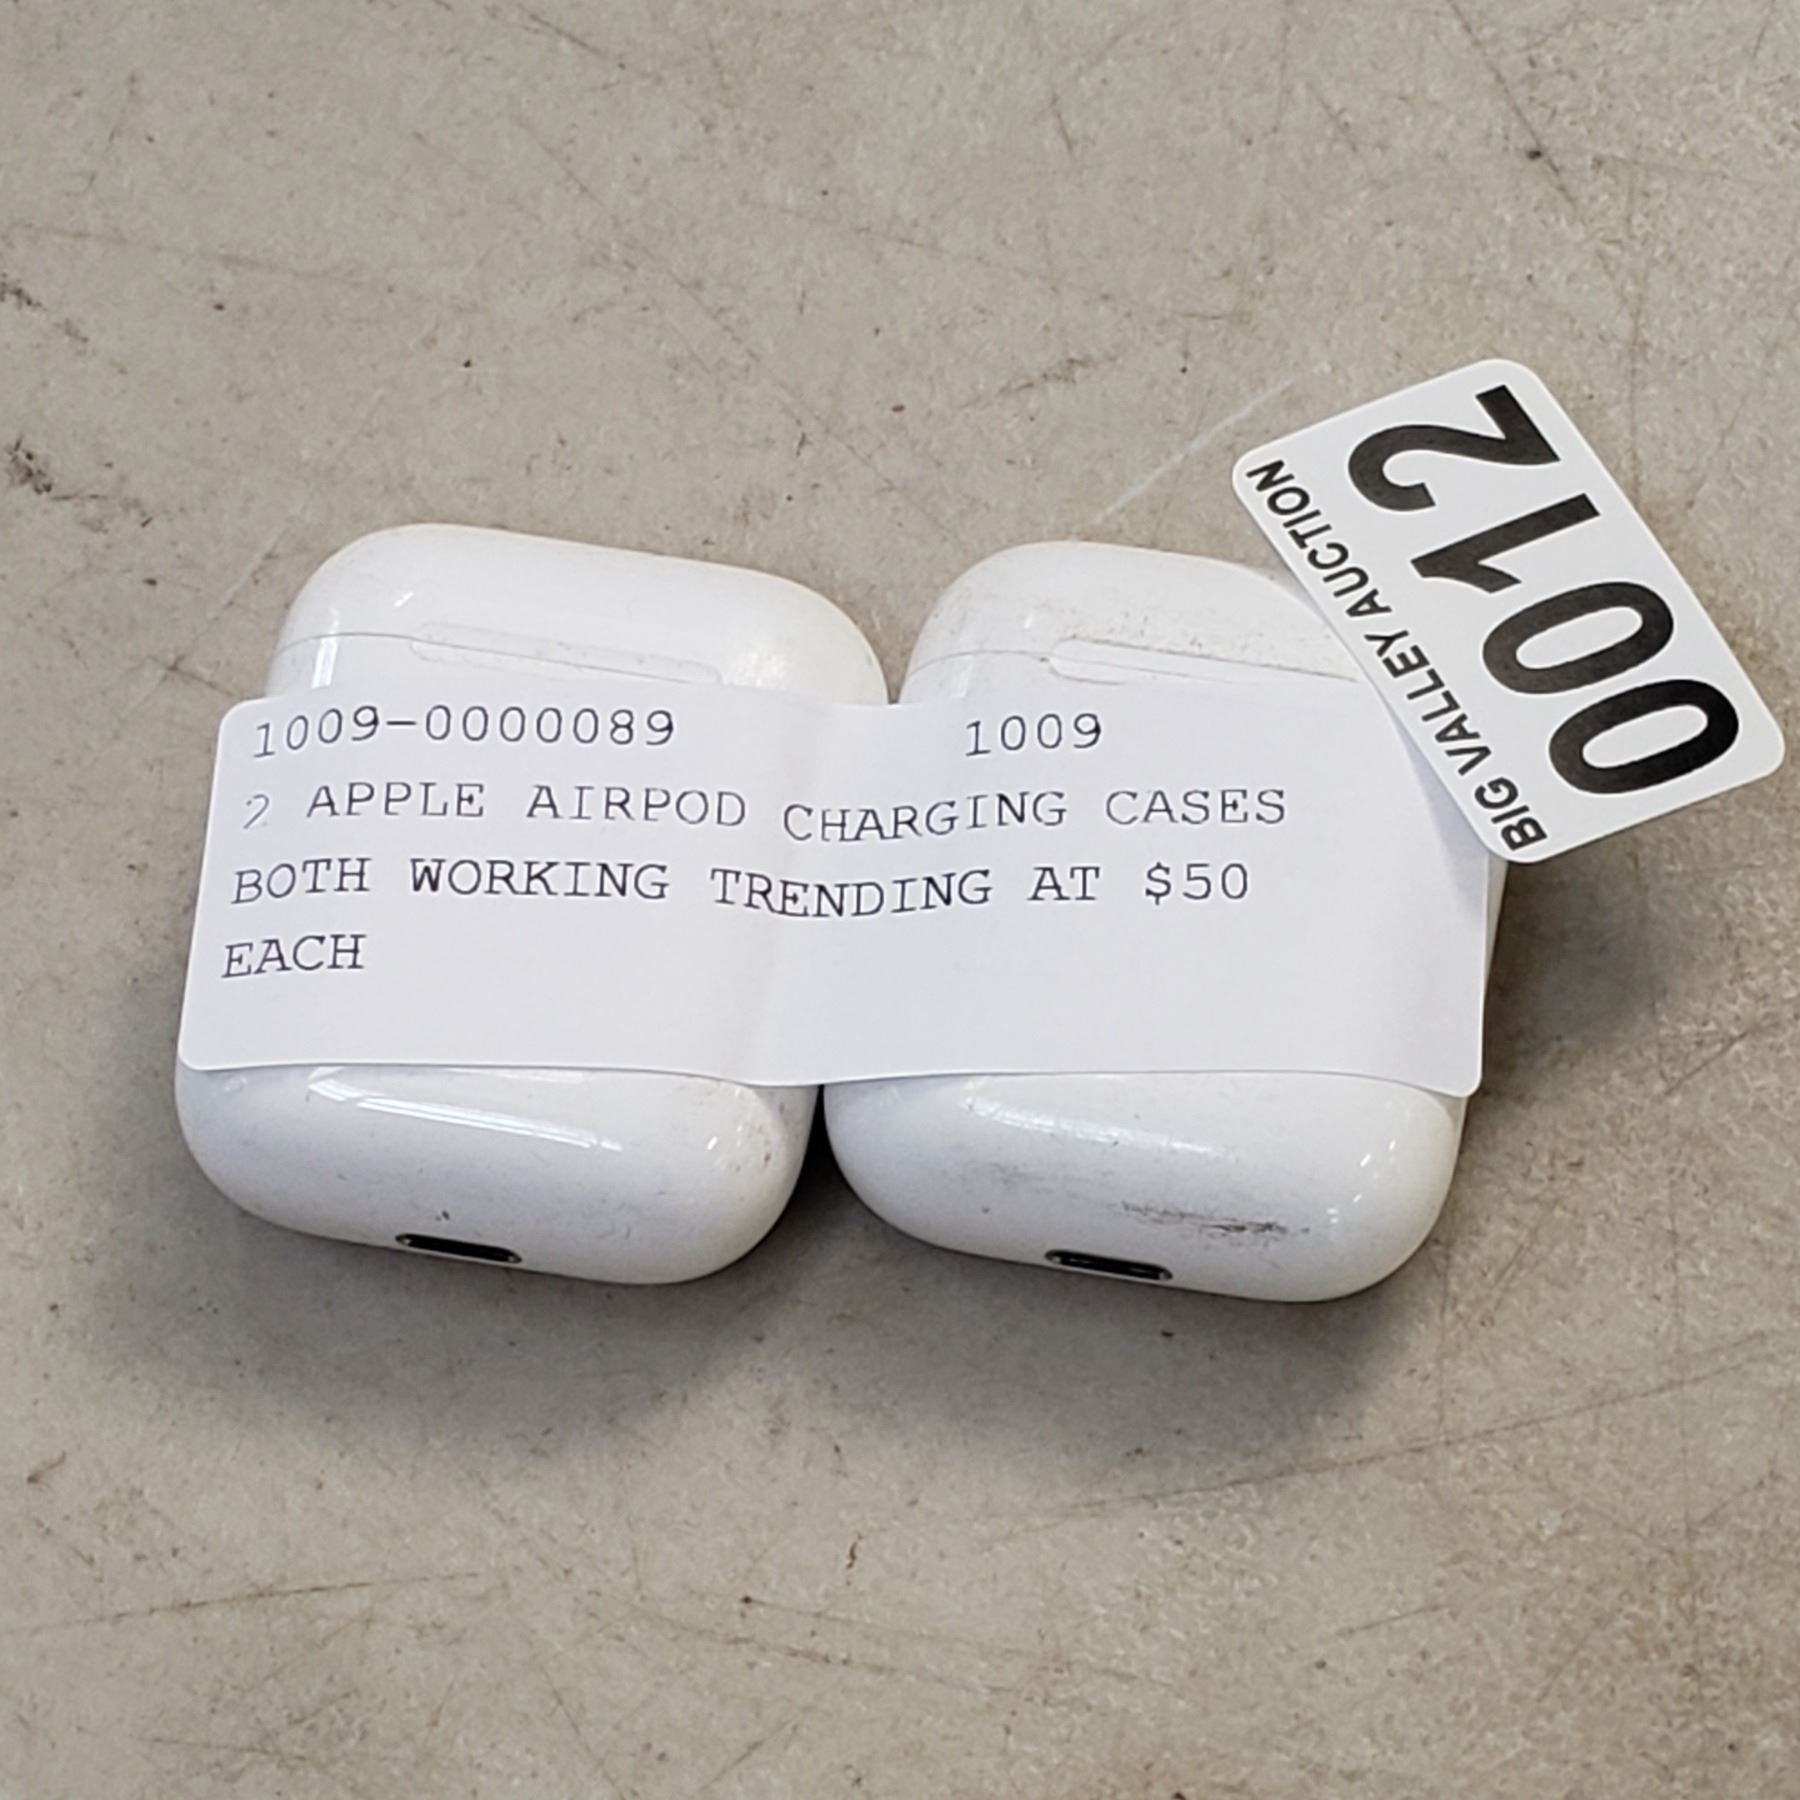 1009-0000089 1009
2 APPLE AIRPOD CHARGING CASES
BOTH WORKING TRENDING AT $50
EACH
0012
BIG VALLEY AUCTION